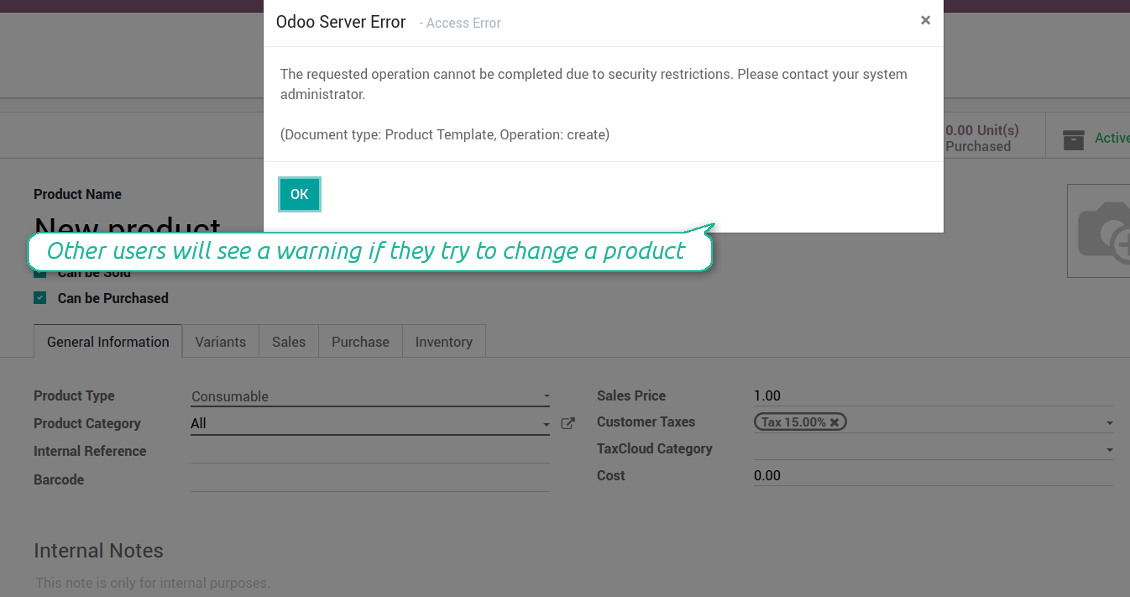 Odoo Server Error - Access Error ×
The requested operation cannot be completed due to security restrictions. Please contact your system
administrator.
(Document type: Product Template, Operation: create)
OK
0.00 Unit(s)
Purchased
Active
Product Name
New product
Other users will see a warning if they try to change a product
Can be Sold
Can be Purchased
General Information Variants Sales Purchase Inventory
Product Type Consumable
Product Category All
Internal Reference
Barcode
Sales Price 1.00
Customer Taxes Tax 15.00% ✖
TaxCloud Category
Cost 0.00
Internal Notes
This note is only for internal purposes.